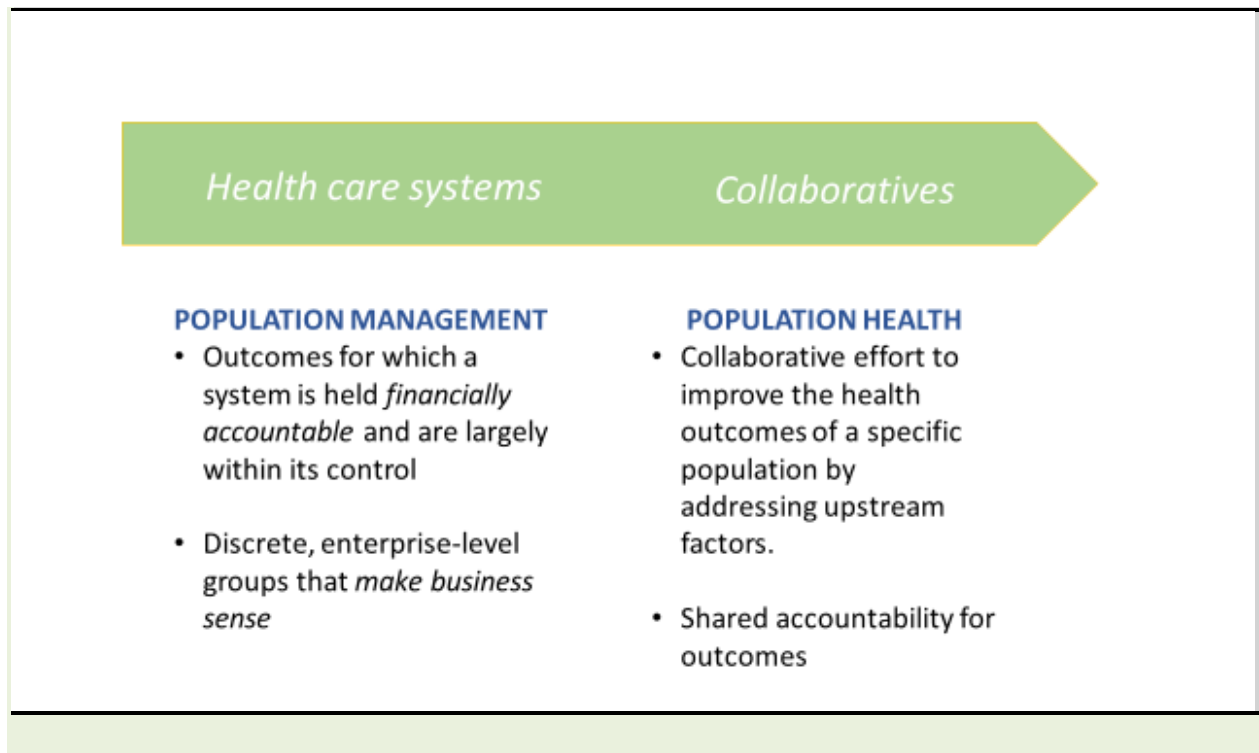 Health care systems
Collaboratives
POPULATION MANAGEMENT
• Outcomes for which a
system is held financially
accountable and are largely
within its control
• Discrete, enterprise-level
groups that make business
sense
POPULATION HEALTH
• Collaborative effort to
improve the health
outcomes of a specific
population by
addressing upstream
factors.
• Shared accountability for
outcomes